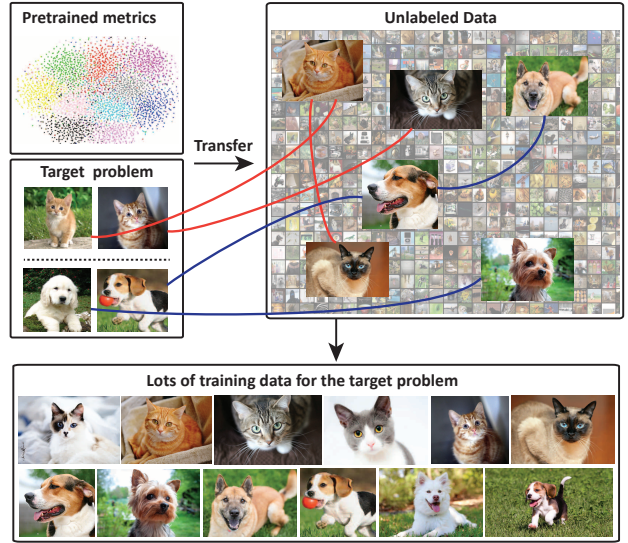 Pretrained metrics
Unlabeled Data
Transfer
Target problem
Lots of training data for the target problem